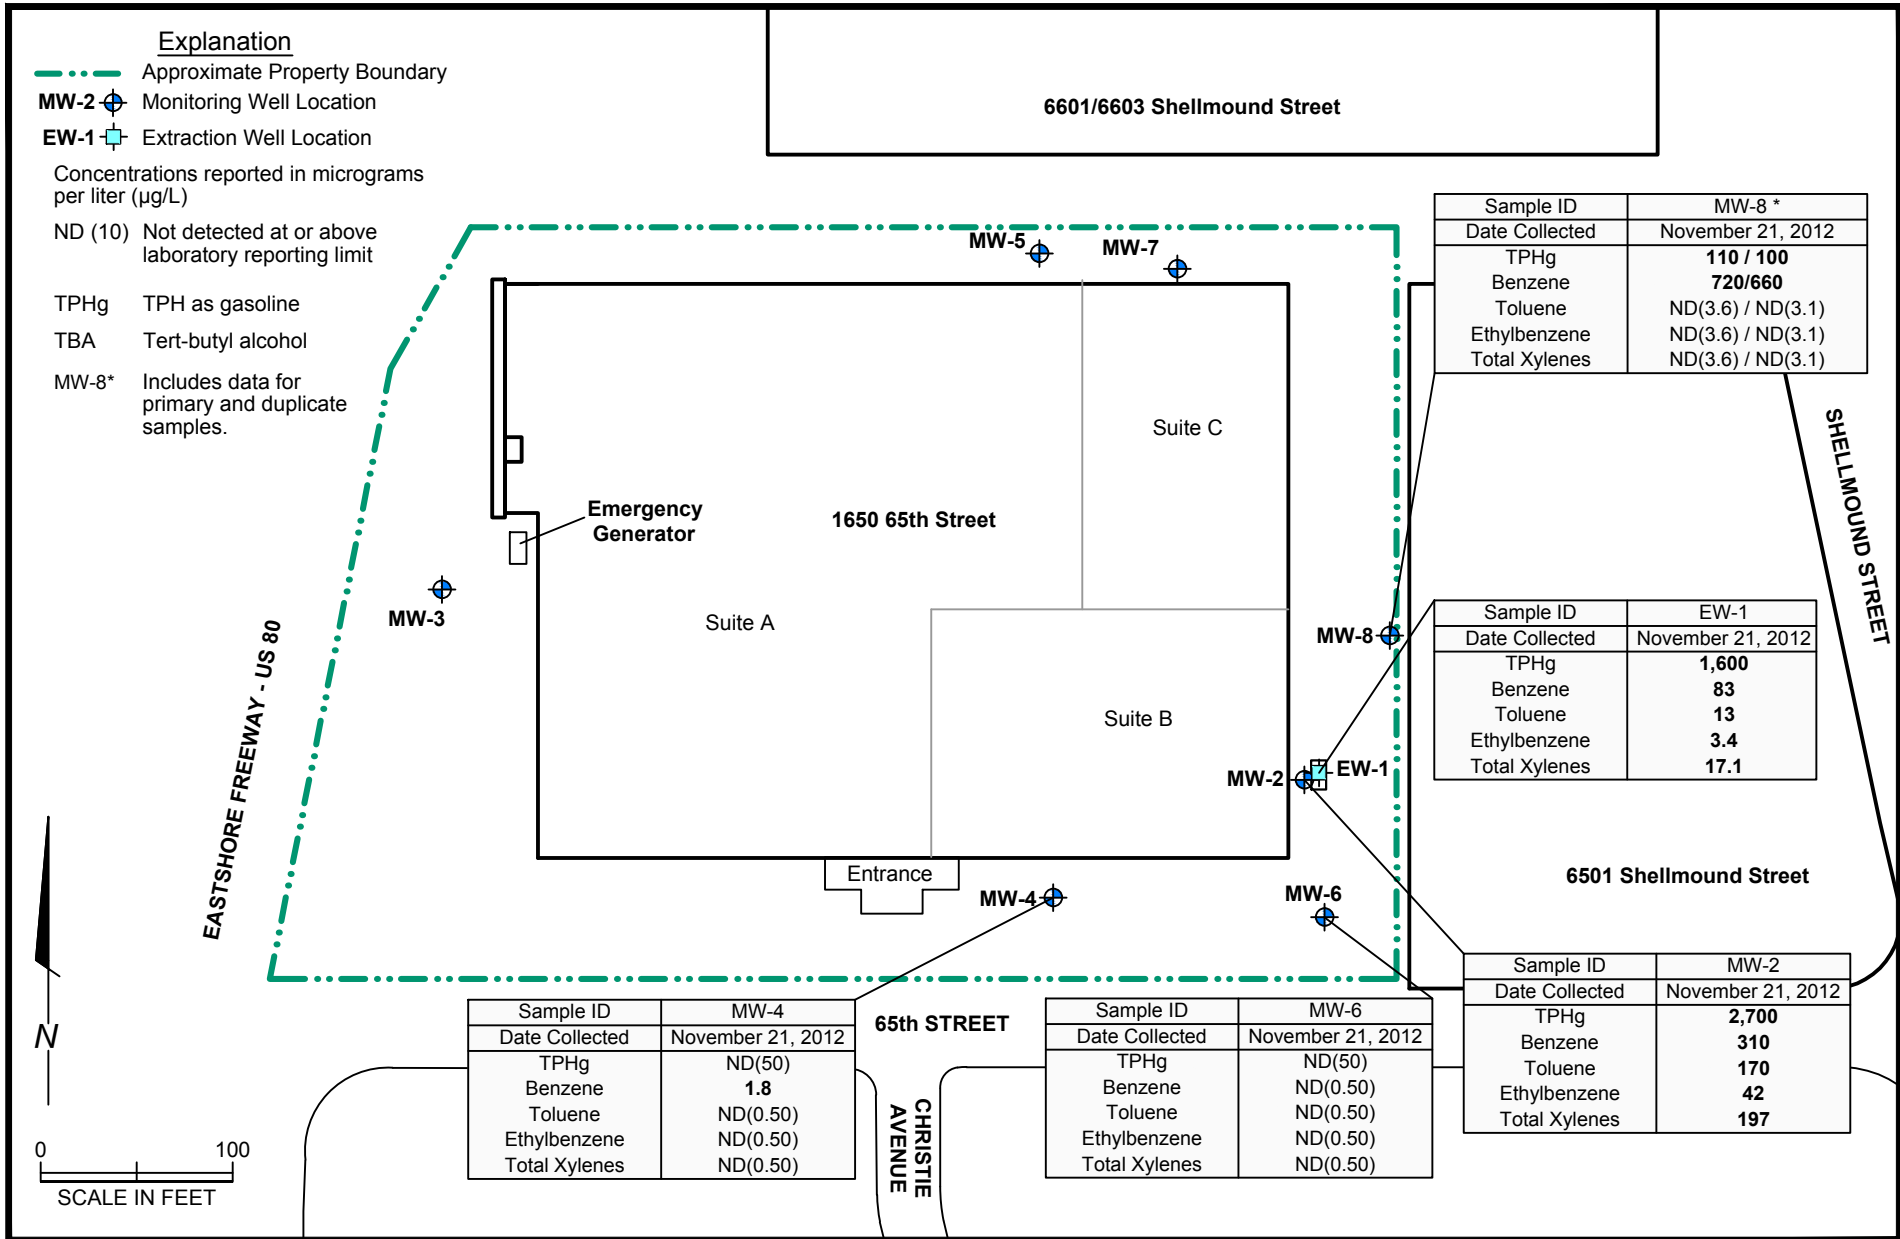 Explanation
Approximate Property Boundary
MW-2 Monitoring Well Location
EW-1 Extraction Well Location
Concentrations reported in micrograms
per liter (µg/L)
ND (10) Not detected at or above
laboratory reporting limit
TPHg TPH as gasoline
TBA Tert-butyl alcohol
MW-8* Includes data for
primary and duplicate
samples.
6601/6603 Shellmound Street
MW-5
MW-7
Sample ID MW-8 *
Date Collected November 21, 2012
TPHg 110 / 100
Benzene 720/660
Toluene ND(3.6) / ND(3.1)
Ethylbenzene ND(3.6) / ND(3.1)
Total Xylenes ND(3.6) / ND(3.1)
SHELLMOUND STREET
Suite C
Emergency
Generator
1650 65th Street
MW-3
Suite A
MW-8
EASTSHORE FREEWAY - US 80
Sample ID EW-1
Date Collected November 21, 2012
TPHg 1,600
Benzene 83
Toluene 13
Ethylbenzene 3.4
Total Xylenes 17.1
Suite B
MW-2
EW-1
Entrance
MW-4
MW-6
6501 Shellmound Street
Sample ID MW-2
Date Collected November 21, 2012
TPHg 2,700
Benzene 310
Toluene 170
Ethylbenzene 42
Total Xylenes 197
Sample ID MW-4
Date Collected November 21, 2012
TPHg ND(50)
Benzene 1.8
Toluene ND(0.50)
Ethylbenzene ND(0.50)
Total Xylenes ND(0.50)
65th STREET
CHRISTIE
AVENUE
Sample ID MW-6
Date Collected November 21, 2012
TPHg ND(50)
Benzene ND(0.50)
Toluene ND(0.50)
Ethylbenzene ND(0.50)
Total Xylenes ND(0.50)
N
0 100
SCALE IN FEET